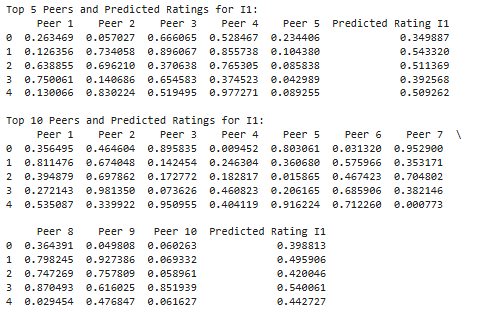 Top 5 Peers and Predicted Ratings for I1:
Peer 1 Peer 2 Peer 3 Peer 4 Peer 5 Predicted Rating I1
0 0.263469 0.057027 0.666065 0.528467 0.234406 0.349887
1 0.126356 0.734058 0.896067 0.855738 0.104380 0.543320
2 0.638855 0.696210 0.370638 0.765305 0.085838 0.511369
3 0.750061 0.140686 0.654583 0.374523 0.042989 0.392568
4 0.130066 0.830224 0.519495 0.977271 0.089255 0.509262
Top 10 Peers and Predicted Ratings for I1:
Peer 1 Peer 2 Peer 3 Peer 4 Peer 5 Peer 6 Peer 7 \
0 0.356495 0.464604 0.895835 0.009452 0.803061 0.031320 0.952900
1 0.811476 0.674048 0.142454 0.246304 0.360680 0.575966 0.353171
2 0.394879 0.697862 0.172772 0.182817 0.015865 0.467423 0.704802
3 0.272143 0.981350 0.073626 0.460823 0.206165 0.685906 0.382146
4 0.535087 0.339922 0.950955 0.404119 0.916224 0.712260 0.000773
Peer 8 Peer 9 Peer 10 Predicted Rating I1
0 0.364391 0.049808 0.060263 0.398813
1 0.798245 0.927386 0.069332 0.495906
2 0.747269 0.757809 0.058961 0.420046
3 0.870493 0.616025 0.851939 0.540061
4 0.029454 0.476847 0.061627 0.442727